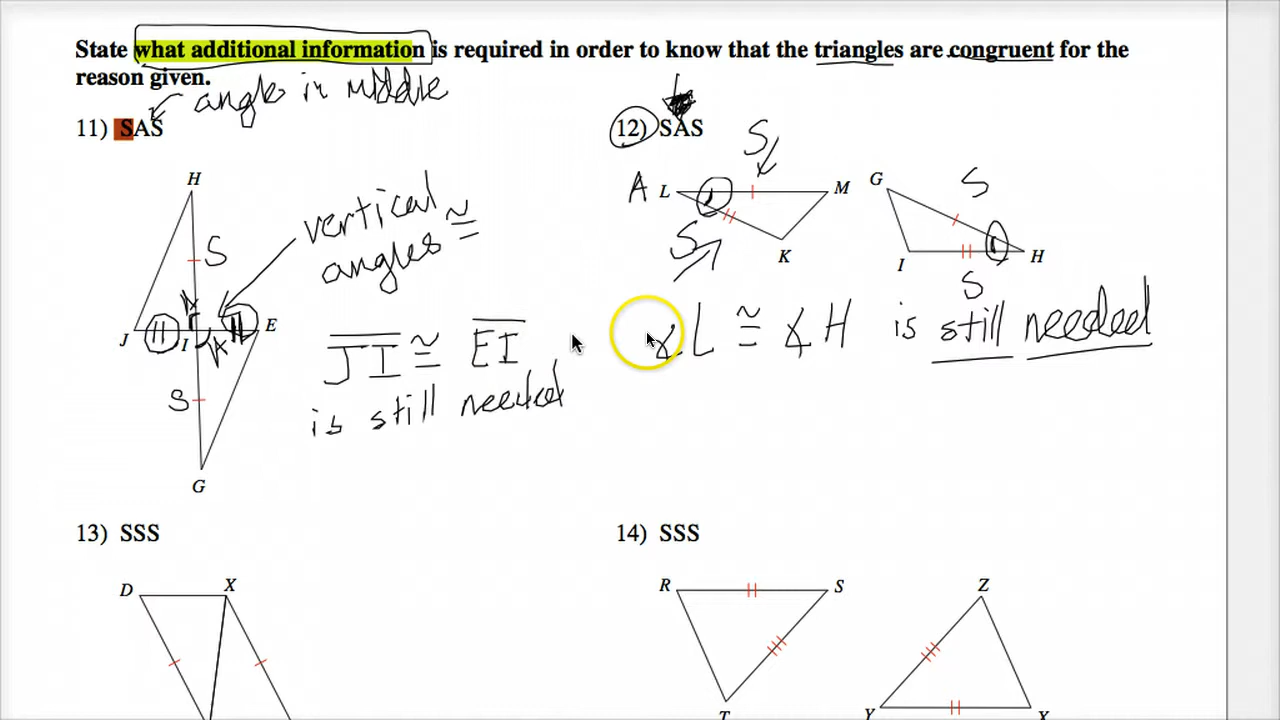 State what additional information is required in order to know that the triangles are congruent for the
reason given.
angle in middle
11) SAS
12) SAS
H
S
J
I
E
S
G
vertical
angles ≅
JI ≅ EI
is still needed
S
A L
M
S
K
G
S
I
H
S
∡L ≅ ∡H is still needed
13) SSS
14) SSS
D
X
R
S
T
Z
Y
X